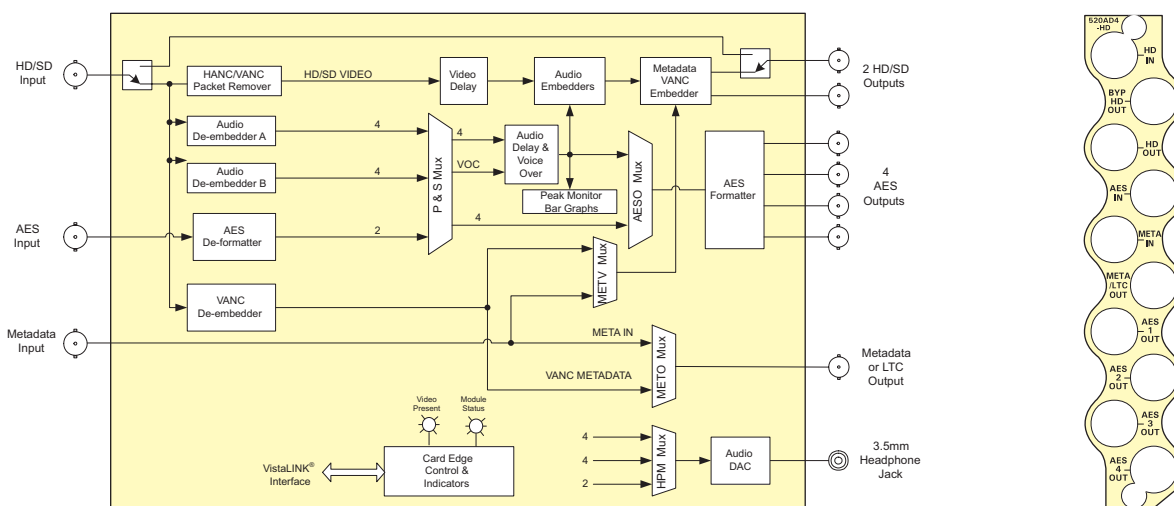 HD/SD
Input
HANC/VANC
Packet Remover
HD/SD VIDEO
Video
Delay
Audio
Embedders
Metadata
VANC
Embedder
2 HD/SD
Outputs
Audio
De-embedder A
4
Audio
De-embedder B
4
P & S Mux
4
VOC
Audio
Delay &
Voice
Over
Peak Monitor
Bar Graphs
AESO Mux
AES
Formatter
4
AES
Outputs
AES
Input
AES
De-formatter
2
4
METV Mux
VANC
De-embedder
Metadata
Input
META IN
VANC METADATA
METO Mux
Metadata
or LTC
Output
Video
Present
Module
Status
VistaLINK®
Interface
Card Edge
Control &
Indicators
4
4
2
HPM Mux
Audio
DAC
3.5mm
Headphone
Jack
520AD4
-HD
HD
IN
BYP
HD
OUT
HD
OUT
AES
IN
META
IN
META
/LTC
OUT
AES
1
OUT
AES
2
OUT
AES
3
OUT
AES
4
OUT